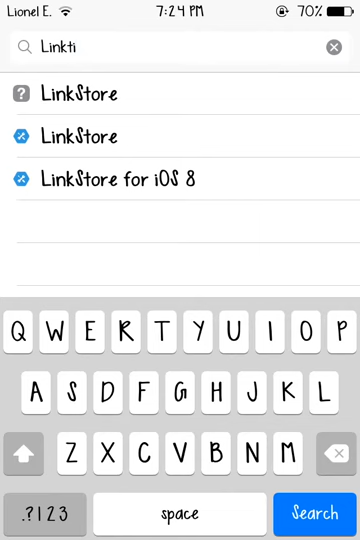 Lionel E. 7:24 PM 70%
Linkti
? LinkStore
LinkStore
LinkStore for iOS 8
Q W E R T Y U I O P
A S D F G H J K L
Z X C V B N M
.?123 space Search